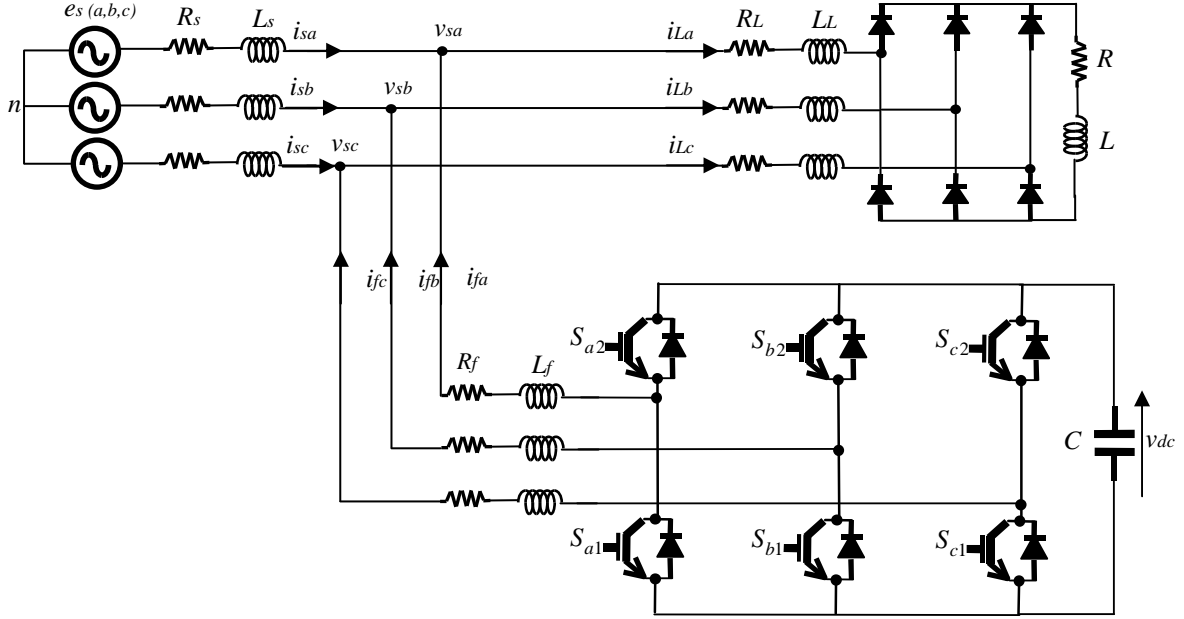 es (a,b,c)
Rs Ls isa vsa iLa RL LL
R
isb vsb iLb
n
isc vsc iLc
L
ifc ifb ifa
Sa2 Sb2 Sc2
Rf Lf
C vdc
Sa1 Sb1 Sc1